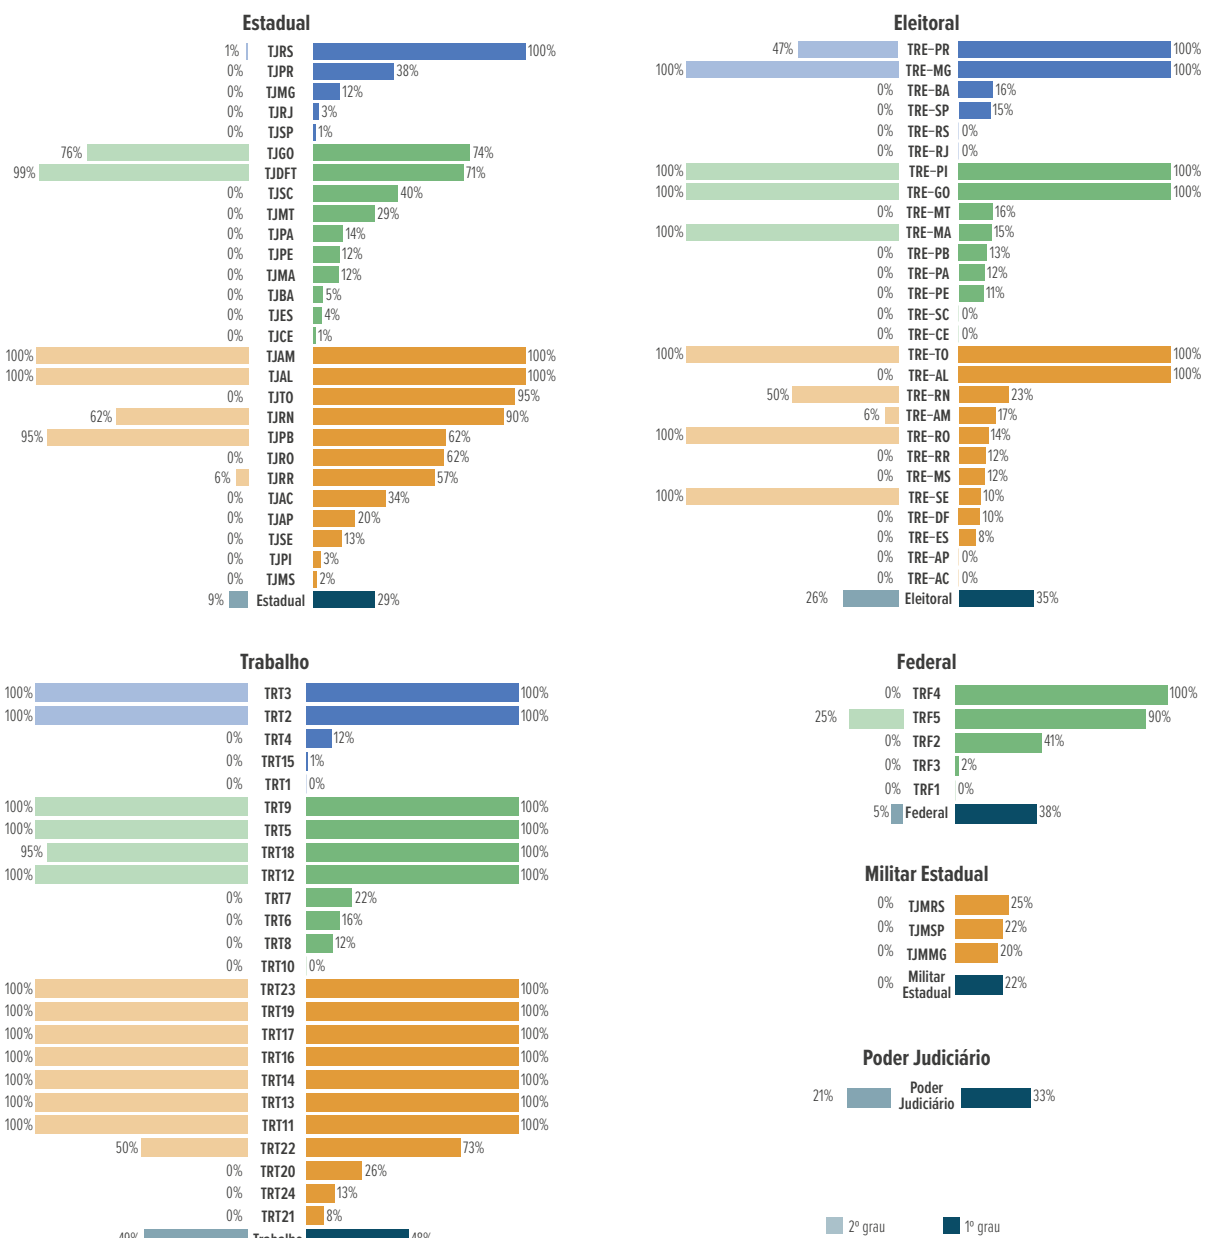 Estadual
1% TJRS 100%
0% TJPR 38%
0% TJMG 12%
0% TJRJ 3%
0% TJSP 1%
76% TJGO 74%
99% TJDFT 71%
0% TJSC 40%
0% TJMT 29%
0% TJPA 14%
0% TJPE 12%
0% TJMA 12%
0% TJBA 5%
0% TJES 4%
0% TJCE 1%
100% TJAM 100%
100% TJAL 100%
0% TJTO 95%
62% TJRN 90%
95% TJPB 62%
0% TJRO 62%
6% TJRR 57%
0% TJAC 34%
0% TJAP 20%
0% TJSE 13%
0% TJPI 3%
0% TJMS 2%
9% Estadual 29%
Eleitoral
47% TRE–PR 100%
100% TRE–MG 100%
0% TRE–BA 16%
0% TRE–SP 15%
0% TRE–RS 0%
0% TRE–RJ 0%
100% TRE–PI 100%
100% TRE–GO 100%
0% TRE–MT 16%
100% TRE–MA 15%
0% TRE–PB 13%
0% TRE–PA 12%
0% TRE–PE 11%
0% TRE–SC 0%
0% TRE–CE 0%
100% TRE–TO 100%
0% TRE–AL 100%
50% TRE–RN 23%
6% TRE–AM 17%
100% TRE–RO 14%
0% TRE–RR 12%
0% TRE–MS 12%
100% TRE–SE 10%
0% TRE–DF 10%
0% TRE–ES 8%
0% TRE–AP 0%
0% TRE–AC 0%
26% Eleitoral 35%
Trabalho
100% TRT3 100%
100% TRT2 100%
0% TRT4 12%
0% TRT15 1%
0% TRT1 0%
100% TRT9 100%
100% TRT5 100%
95% TRT18 100%
100% TRT12 100%
0% TRT7 22%
0% TRT6 16%
0% TRT8 12%
0% TRT10 0%
100% TRT23 100%
100% TRT19 100%
100% TRT17 100%
100% TRT16 100%
100% TRT14 100%
100% TRT13 100%
100% TRT11 100%
50% TRT22 73%
0% TRT20 26%
0% TRT24 13%
0% TRT21 8%
49% Trabalho 48%
Federal
0% TRF4 100%
25% TRF5 90%
0% TRF2 41%
0% TRF3 2%
0% TRF1 0%
5% Federal 38%
Militar Estadual
0% TJMRS 25%
0% TJMSP 22%
0% TJMMG 20%
0% Militar 22%
Estadual
Poder Judiciário
21% Poder 33%
Judiciário
2º grau 1º grau